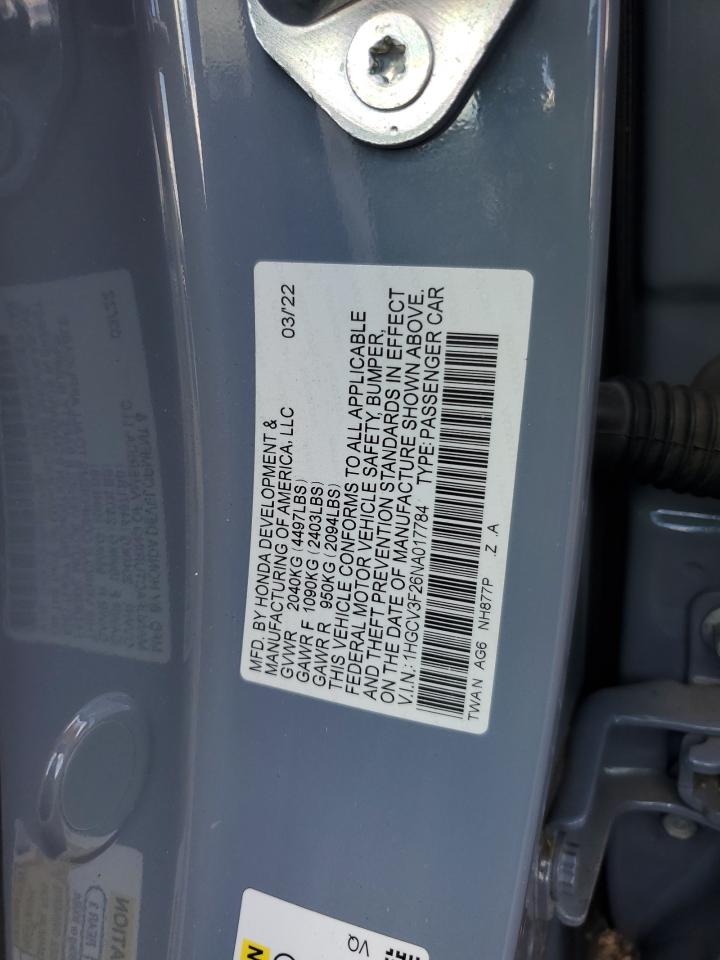 MFD. BY HONDA DEVELOPMENT &
MANUFACTURING OF AMERICA, LLC 03/'22
GVWR 2040KG (4497LBS)
GAWR F 1090KG (2403LBS)
GAWR R 950KG (2094LBS)
THIS VEHICLE CONFORMS TO ALL APPLICABLE
FEDERAL MOTOR VEHICLE SAFETY, BUMPER,
AND THEFT PREVENTION STANDARDS IN EFFECT
ON THE DATE OF MANUFACTURE SHOWN ABOVE.
V.I.N.: 1HGCV3F26NA017784 TYPE: PASSENGER CAR
TWAN AG6 NH877P Z A
VQ